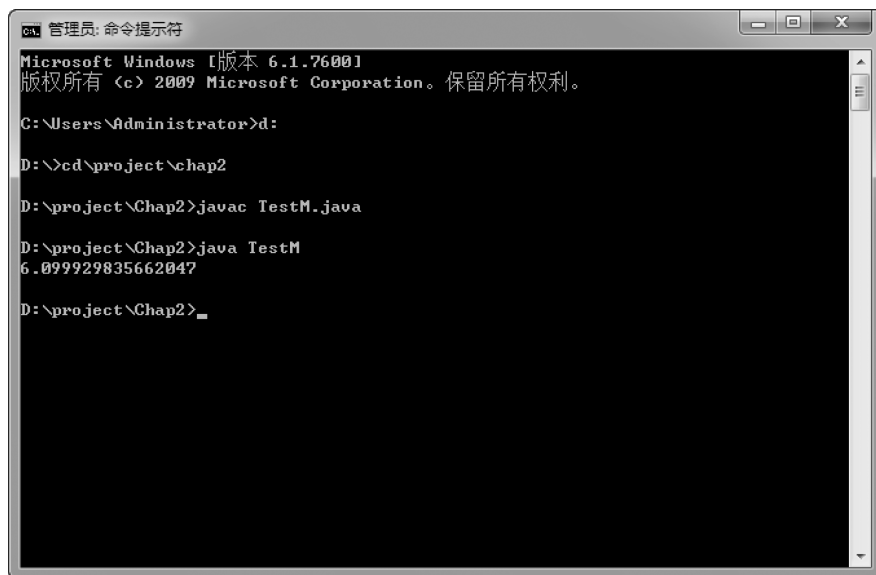 管理员: 命令提示符
Microsoft Windows [版本 6.1.7600]
版权所有 (c) 2009 Microsoft Corporation。保留所有权利。
C:\Users\Administrator>d:
D:\>cd\project\chap2
D:\project\Chap2>javac TestM.java
D:\project\Chap2>java TestM
6.099929835662047
D:\project\Chap2>_